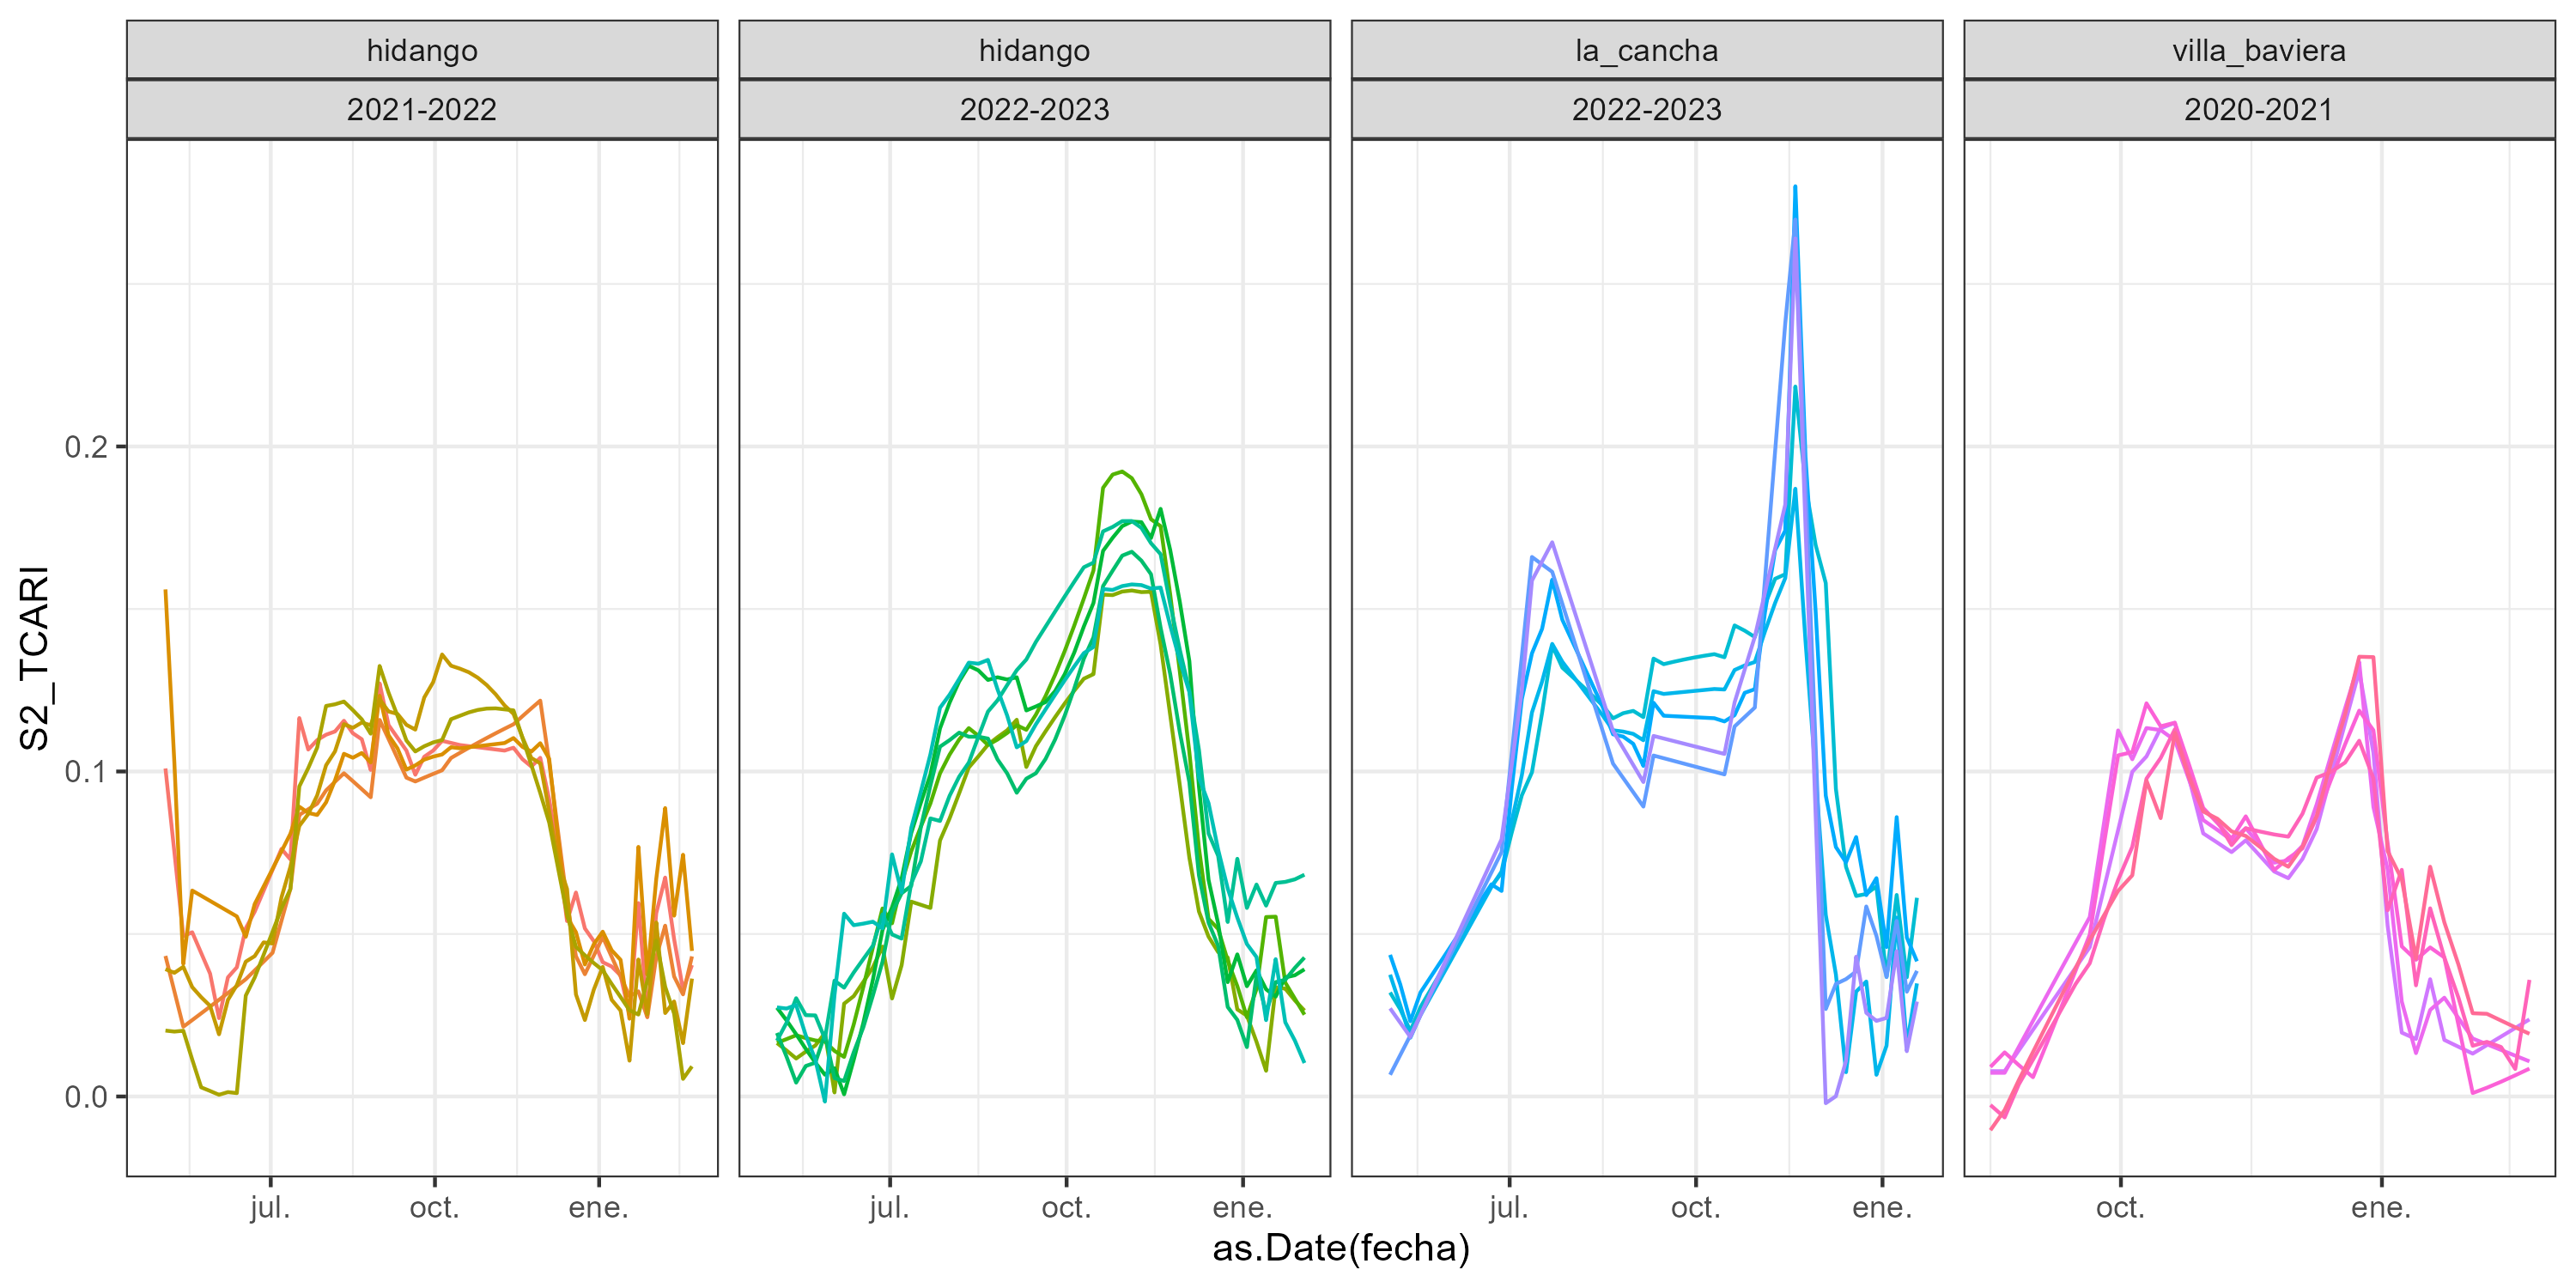 hidango
hidango
la_cancha
villa_baviera
2021-2022
2022-2023
2022-2023
2020-2021
S2_TCARI
0.2
0.1
0.0
jul.
oct.
ene.
jul.
oct.
ene.
jul.
oct.
ene.
oct.
ene.
as.Date(fecha)